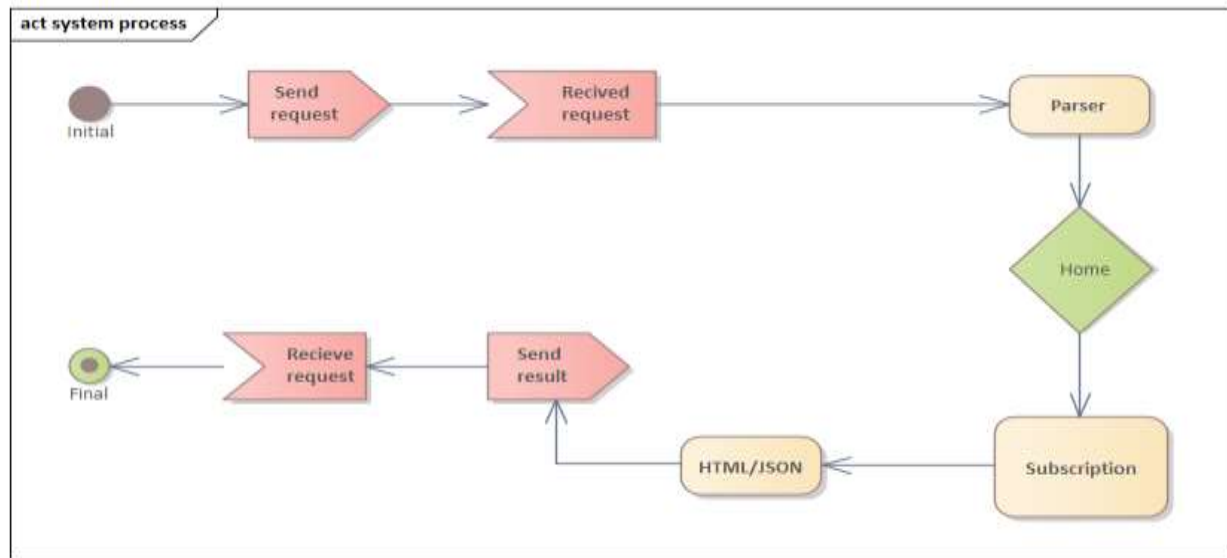 act system process
Initial
Send
request
Recived
request
Parser
Home
Final
Recieve
request
Send
result
HTML/JSON
Subscription